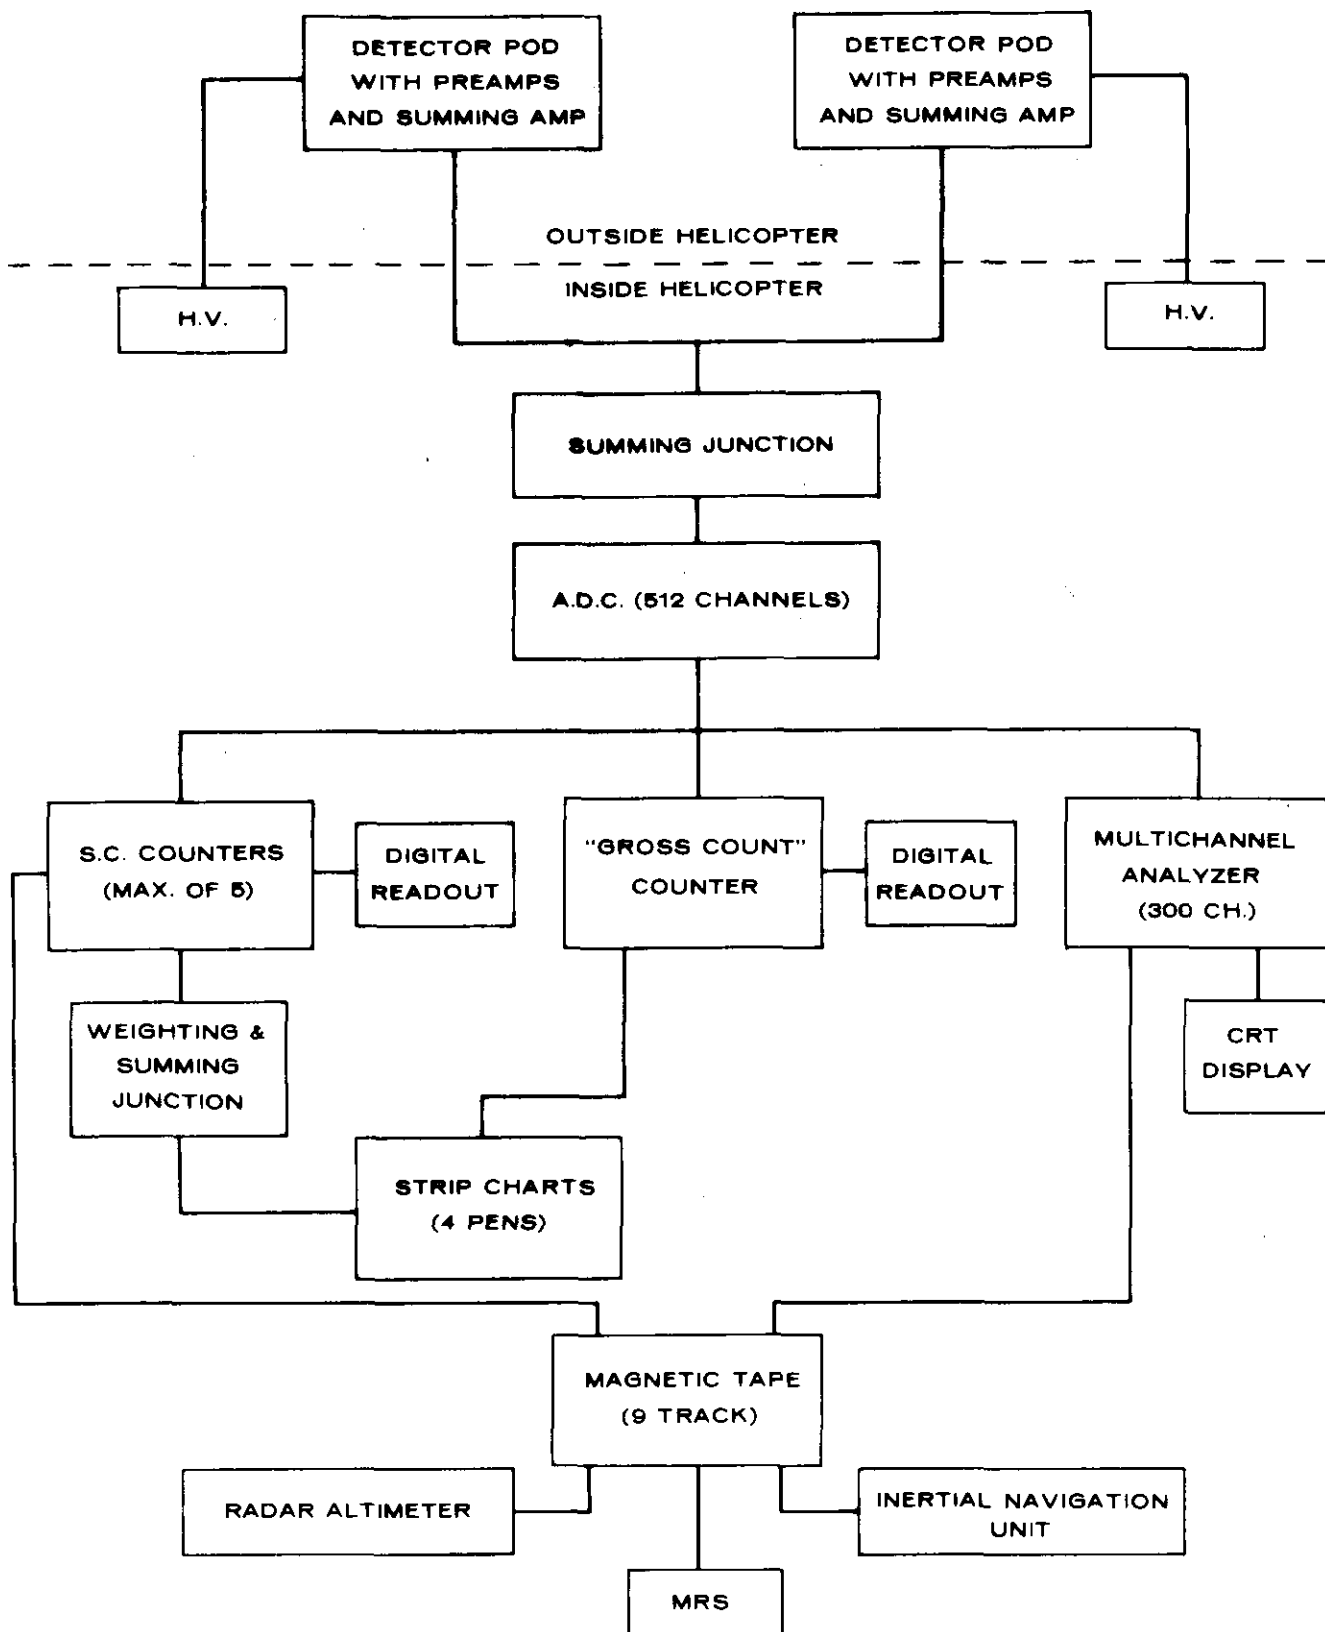 DETECTOR POD
WITH PREAMPS
AND SUMMING AMP
DETECTOR POD
WITH PREAMPS
AND SUMMING AMP
OUTSIDE HELICOPTER
INSIDE HELICOPTER
H.V.
H.V.
SUMMING JUNCTION
A.D.C. (512 CHANNELS)
S.C. COUNTERS
(MAX. OF 5)
DIGITAL
READOUT
"GROSS COUNT"
COUNTER
DIGITAL
READOUT
MULTICHANNEL
ANALYZER
(300 CH.)
WEIGHTING &
SUMMING
JUNCTION
CRT
DISPLAY
STRIP CHARTS
(4 PENS)
MAGNETIC TAPE
(9 TRACK)
RADAR ALTIMETER
INERTIAL NAVIGATION
UNIT
MRS